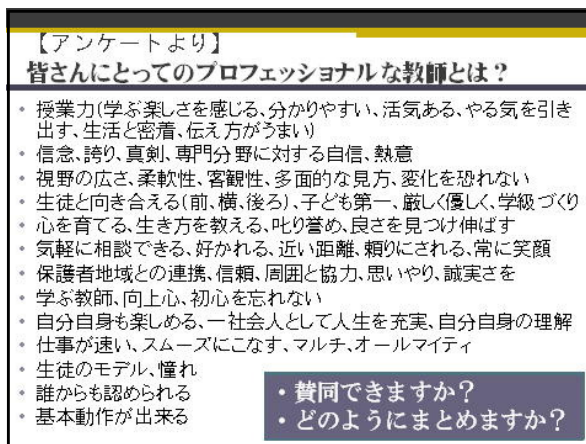 【アンケートより】
皆さんにとってのプロフェッショナルな教師とは？
• 授業力(学ぶ楽しさを感じる、分かりやすい、活気ある、やる気を引き
出す、生活と密着、伝え方がうまい)
• 信念、誇り、真剣、専門分野に対する自信、熱意
• 視野の広さ、柔軟性、客観性、多面的な見方、変化を恐れない
• 生徒と向き合える(前、横、後ろ)、子ども第一、厳しく優しく、学級づくり
• 心を育てる、生き方を教える、叱り誉め、良さを見つけ伸ばす
• 気軽に相談できる、好かれる、近い距離、頼りにされる、常に笑顔
• 保護者地域との連携、信頼、周囲と協力、思いやり、誠実さを
• 学ぶ教師、向上心、初心を忘れない
• 自分自身も楽しめる、一社会人として人生を充実、自分自身の理解
• 仕事が速い、スムーズにこなす、マルチ、オールマイティ
• 生徒のモデル、憧れ
• 誰からも認められる
• 基本動作が出来る
・賛同できますか？
・どのようにまとめますか？